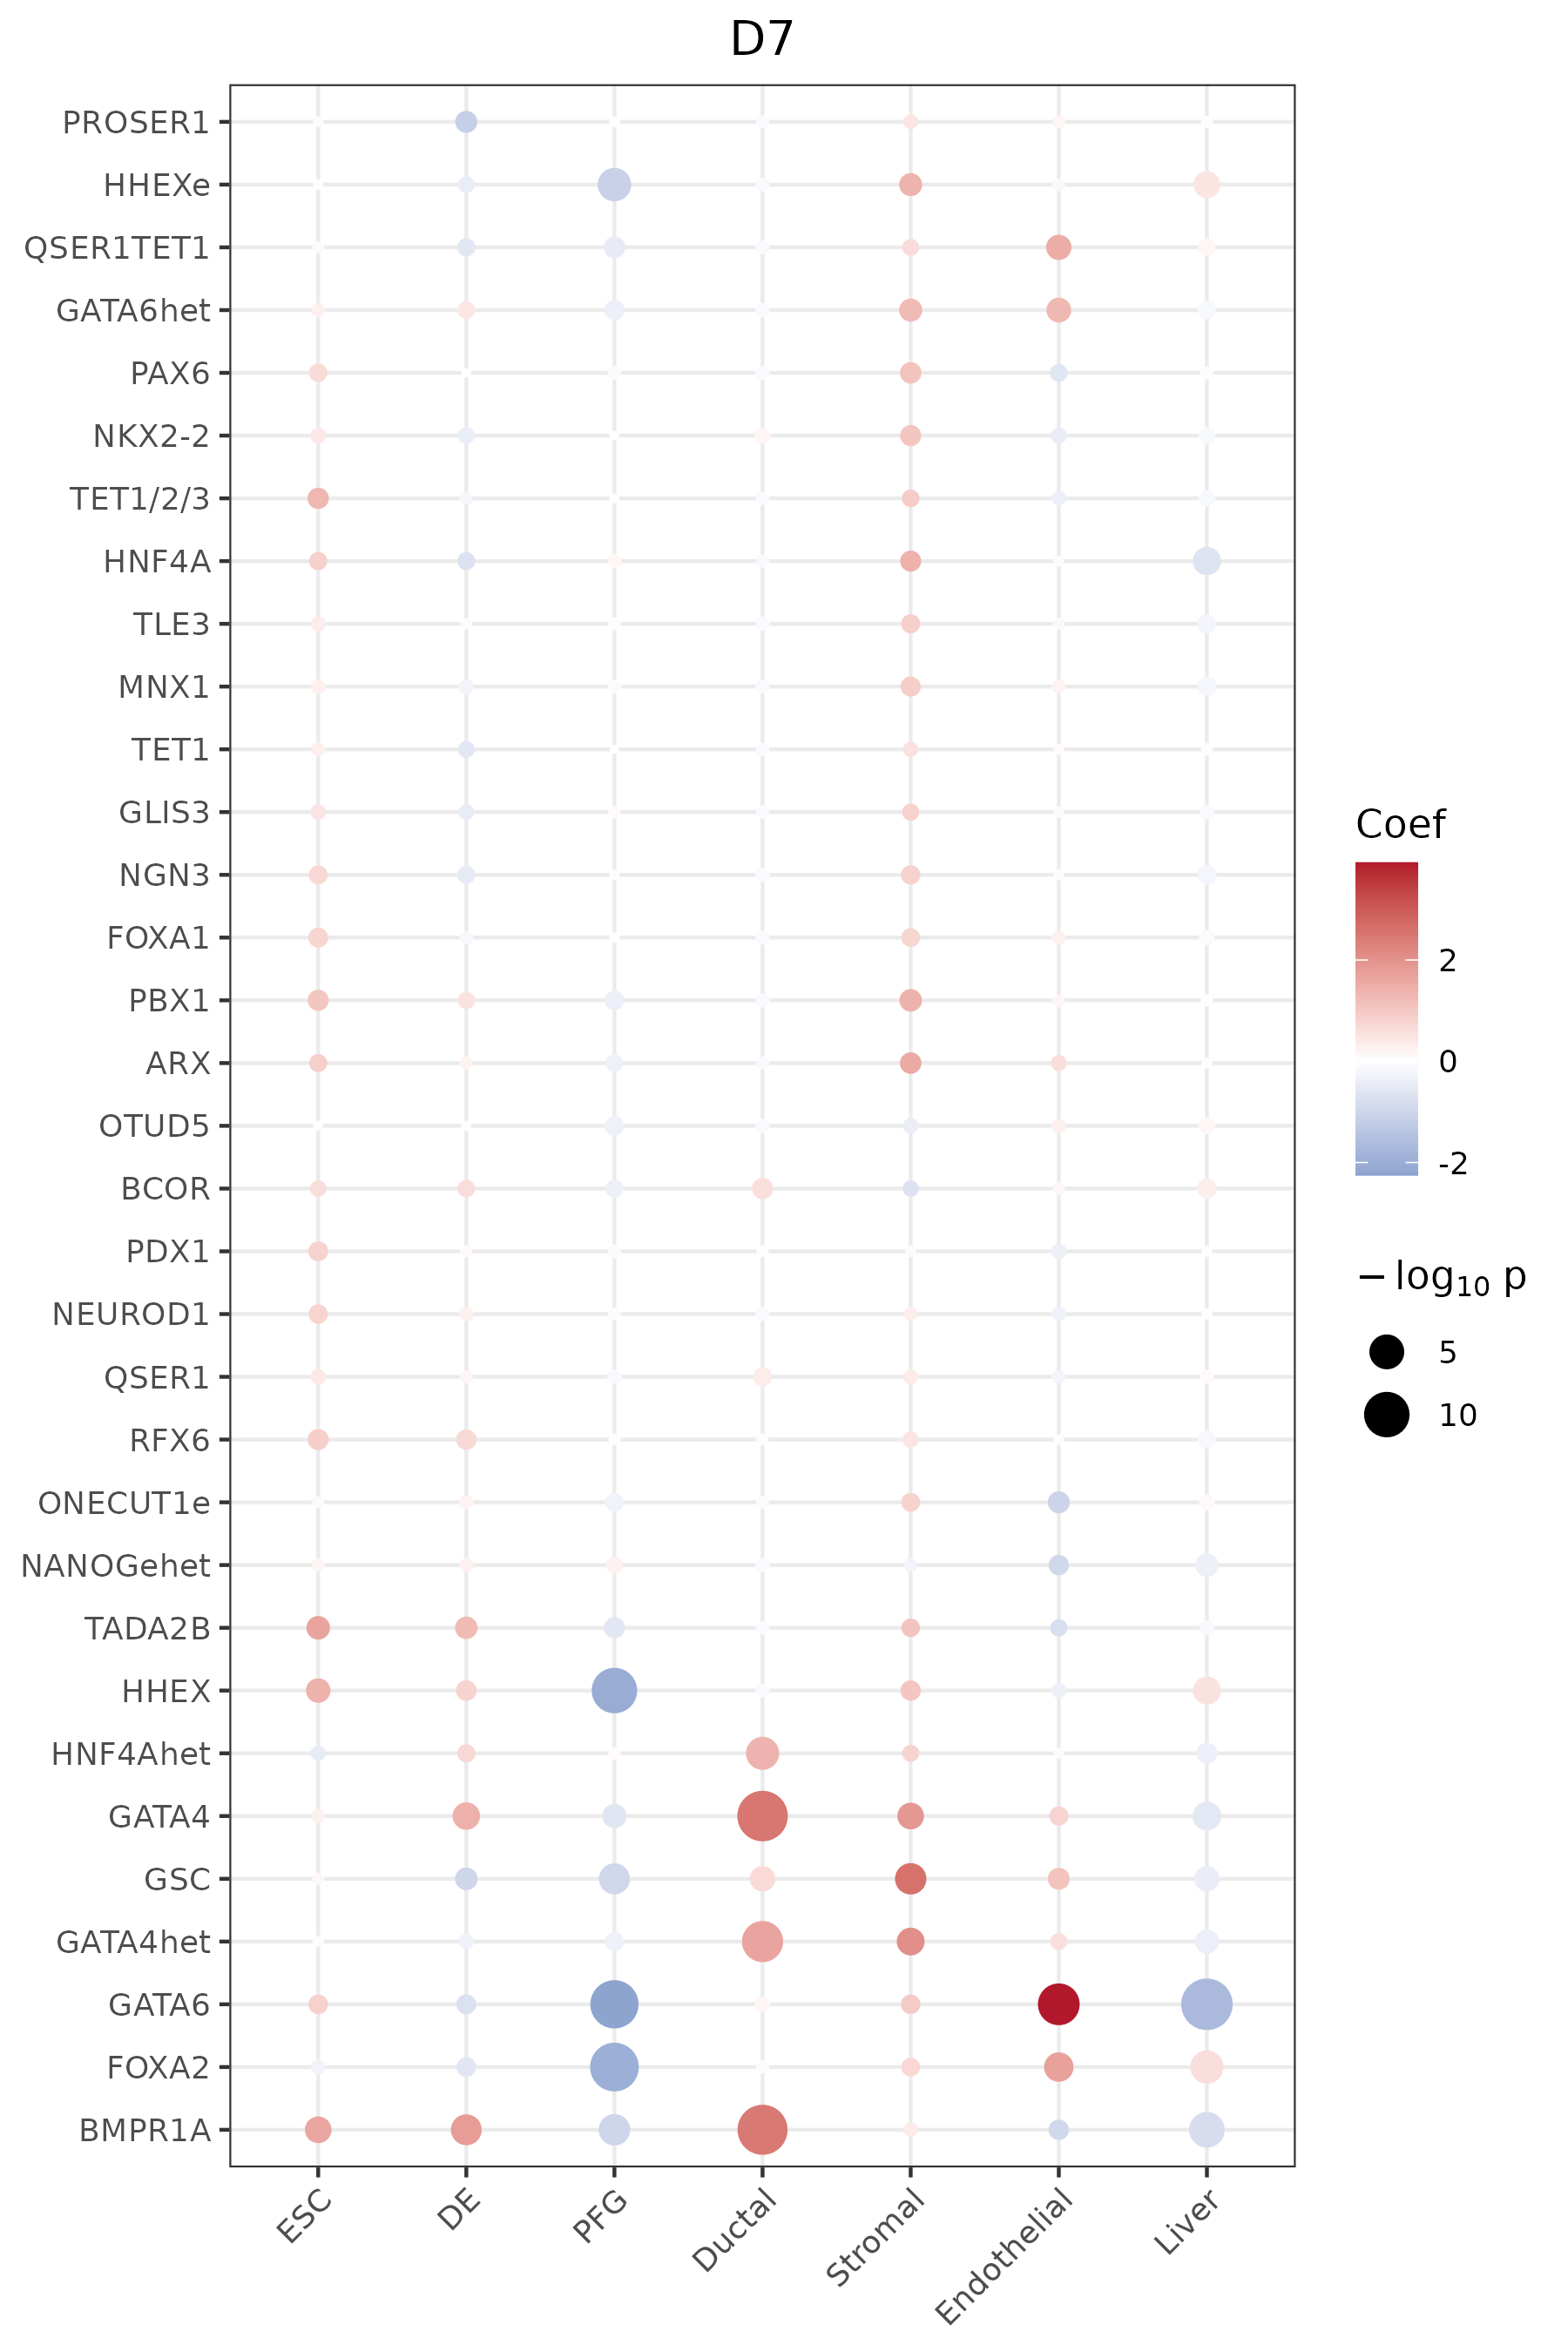 D7
PROSER1
HHEXe
QSER1TET1
GATA6het
PAX6
NKX2-2
TET1/2/3
HNF4A
TLE3
MNX1
TET1
GLIS3
NGN3
FOXA1
PBX1
ARX
OTUD5
BCOR
PDX1
NEUROD1
QSER1
RFX6
ONECUT1e
NANOGehet
TADA2B
HHEX
HNF4Ahet
GATA4
GSC
GATA4het
GATA6
FOXA2
BMPR1A
ESC
DE
PFG
Ductal
Stromal
Endothelial
Liver
Coef
2
0
-2
− log₁₀ p
5
10